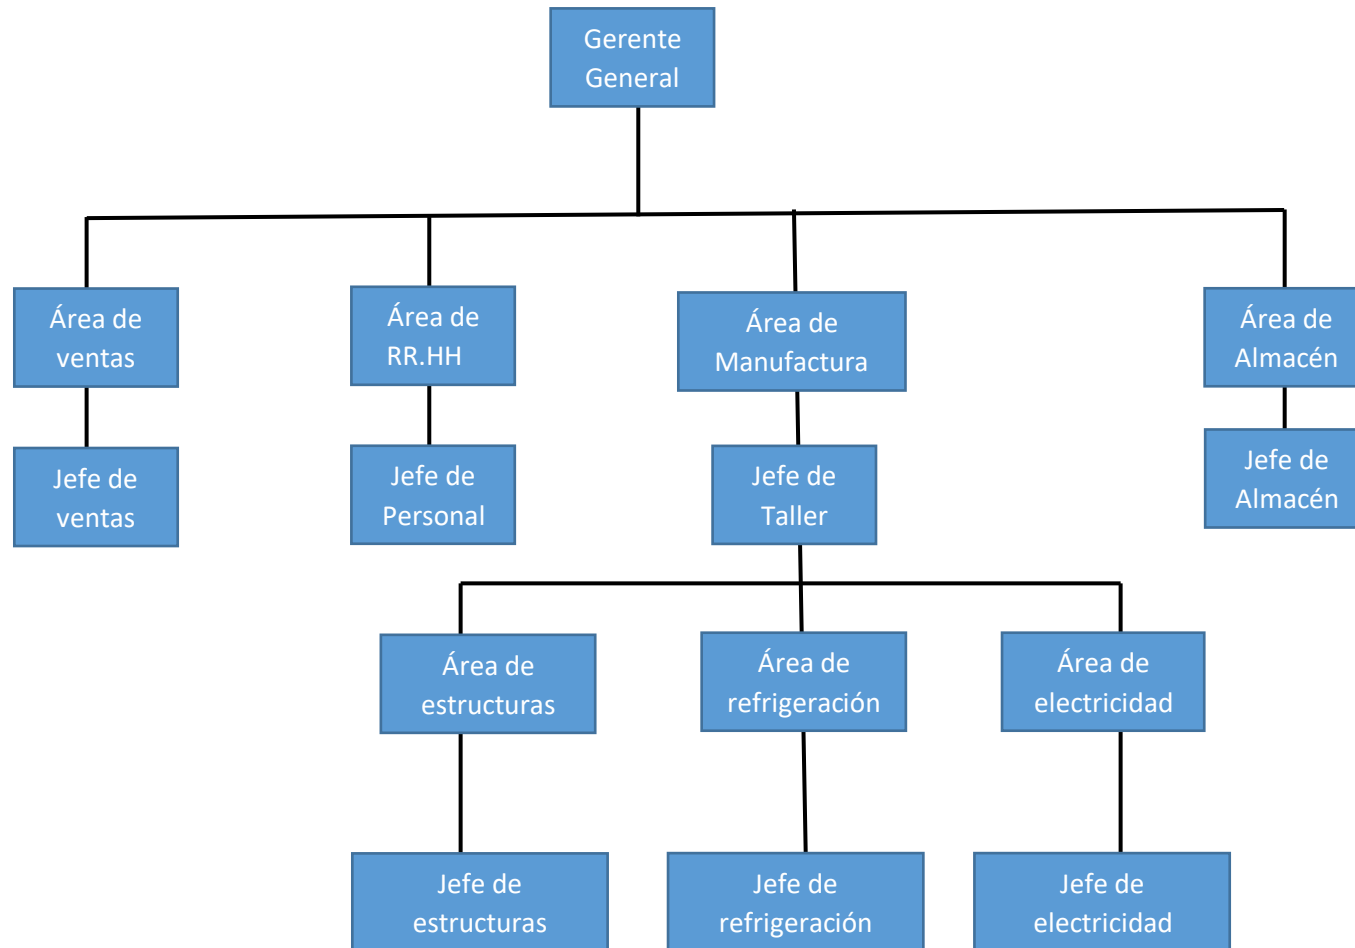 Gerente
General
Área de
ventas
Área de
RR.HH
Área de
Manufactura
Área de
Almacén
Jefe de
ventas
Jefe de
Personal
Jefe de
Taller
Jefe de
Almacén
Área de
estructuras
Área de
refrigeración
Área de
electricidad
Jefe de
estructuras
Jefe de
refrigeración
Jefe de
electricidad